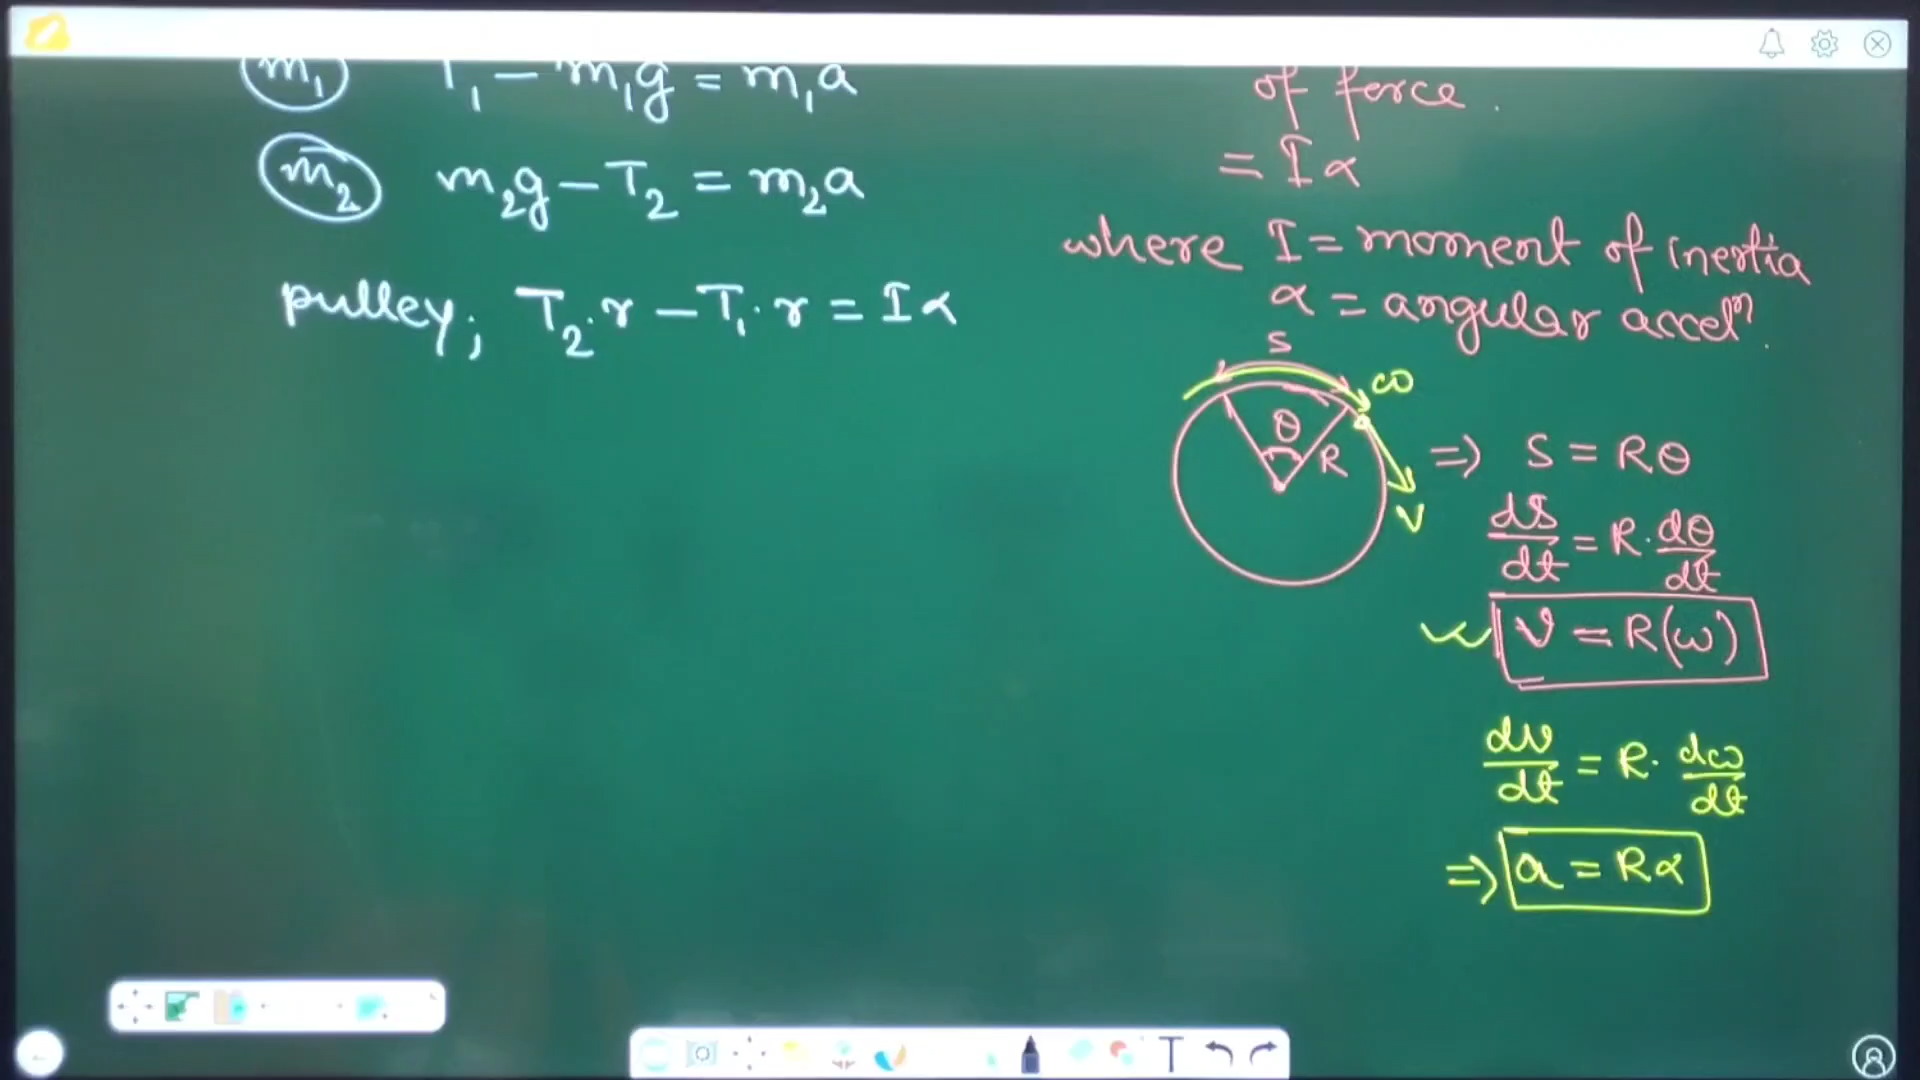 m₁ T₁ - m₁g = m₁a
m₂ m₂g - T₂ = m₂a
pulley; T₂.r - T₁.r = Iα
of force.
= Iα
where I = moment of inertia
α = angular accelⁿ.
S
ω
θ
R
V
⇒ S = Rθ
dS/dt = R. dθ/dt
v = R(ω)
dv/dt = R. dω/dt
⇒ a = Rα
T